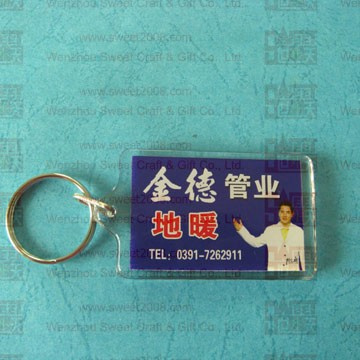 www.sweet2008.com
Wenzhou Sweet Craft & Gift Co., Ltd.
金德管业
地暖
TEL: 0391-7262911